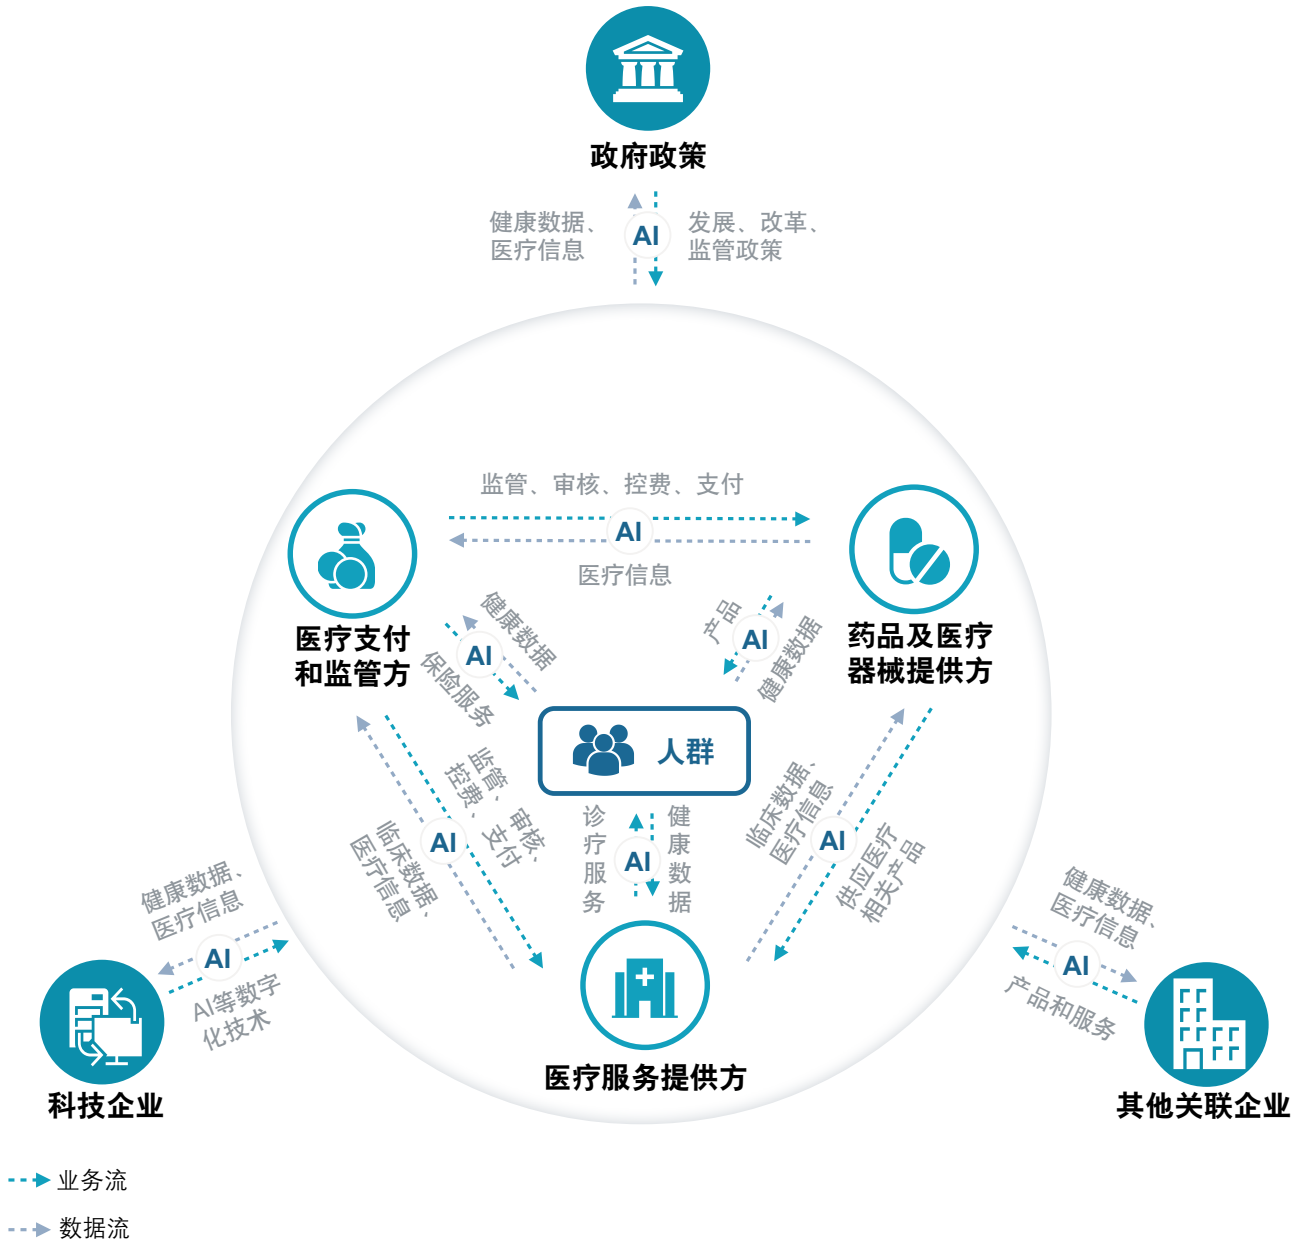 政府政策
健康数据、
医疗信息
AI
发展、改革、
监管政策
监管、审核、控费、支付
AI
医疗信息
医疗支付
和监管方
药品及医疗
器械提供方
健康数据
AI
保险服务
产品
AI
健康数据
人群
监管、审核、
控费、支付
AI
临床数据、
医疗信息
诊疗服务
AI
健康数据
临床数据、
医疗信息
AI
供应医疗
相关产品
健康数据、
医疗信息
AI
AI等数字
化技术
健康数据、
医疗信息
AI
产品和服务
医疗服务提供方
科技企业
其他关联企业
业务流
数据流